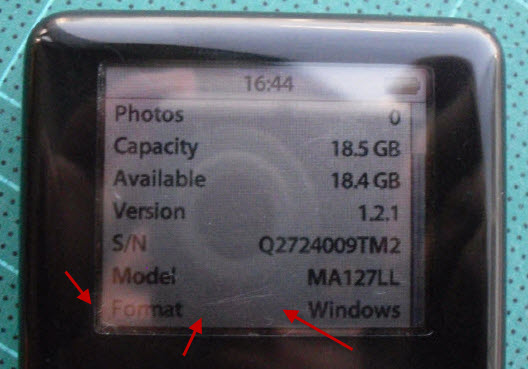 16:44
Photos 0
Capacity 18.5 GB
Available 18.4 GB
Version 1.2.1
S/N Q2724009TM2
Model MA127LL
Format Windows